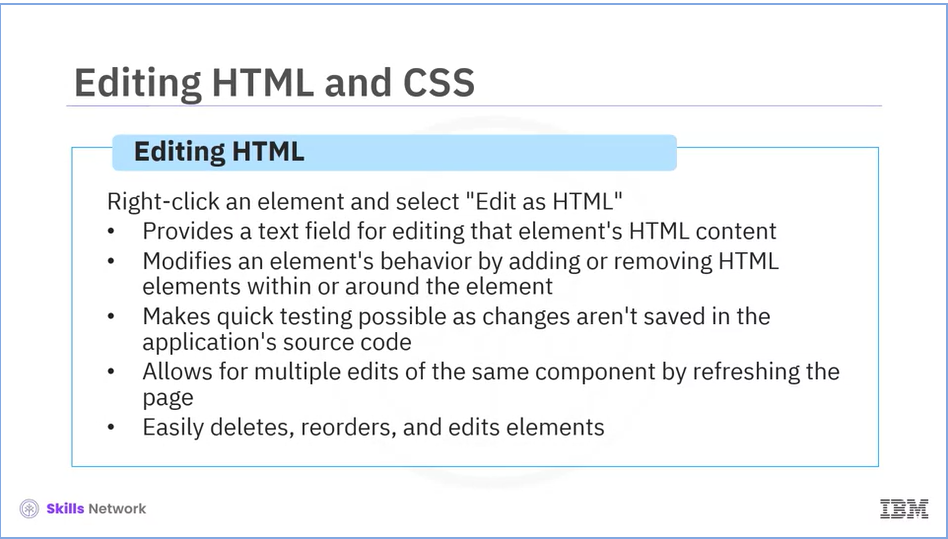 Editing HTML and CSS
Editing HTML
Right-click an element and select "Edit as HTML"
• Provides a text field for editing that element's HTML content
• Modifies an element's behavior by adding or removing HTML
elements within or around the element
• Makes quick testing possible as changes aren't saved in the
application's source code
• Allows for multiple edits of the same component by refreshing the
page
• Easily deletes, reorders, and edits elements
Skills Network
IBM